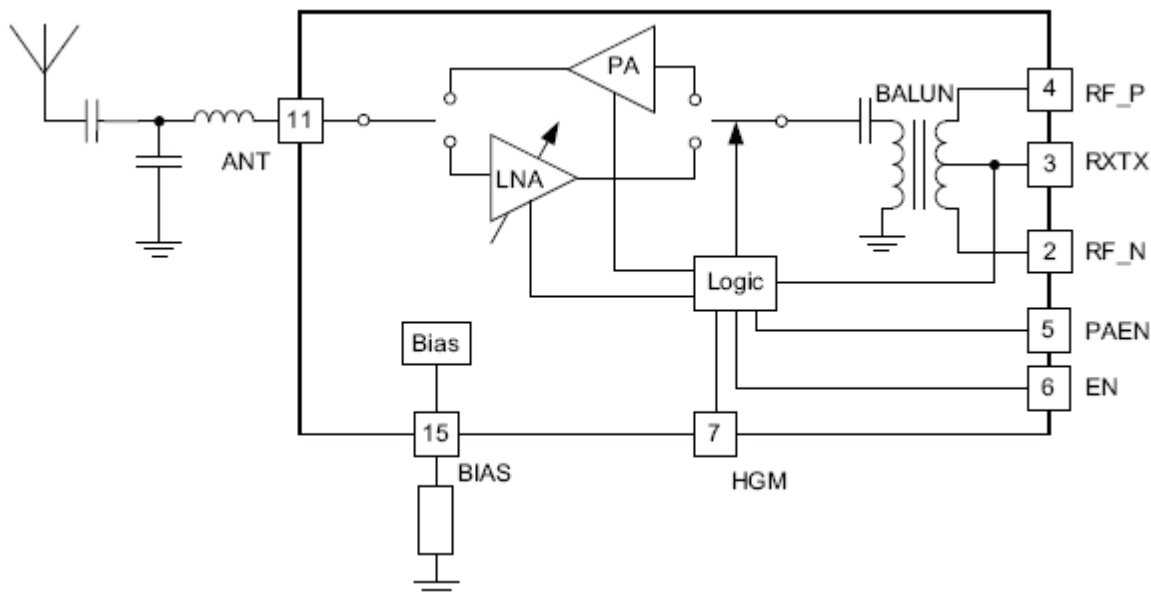 PA
BALUN
4
RF_P
11
ANT
LNA
3
RXTX
2
RF_N
Logic
Bias
5
PAEN
6
EN
15
BIAS
7
HGM